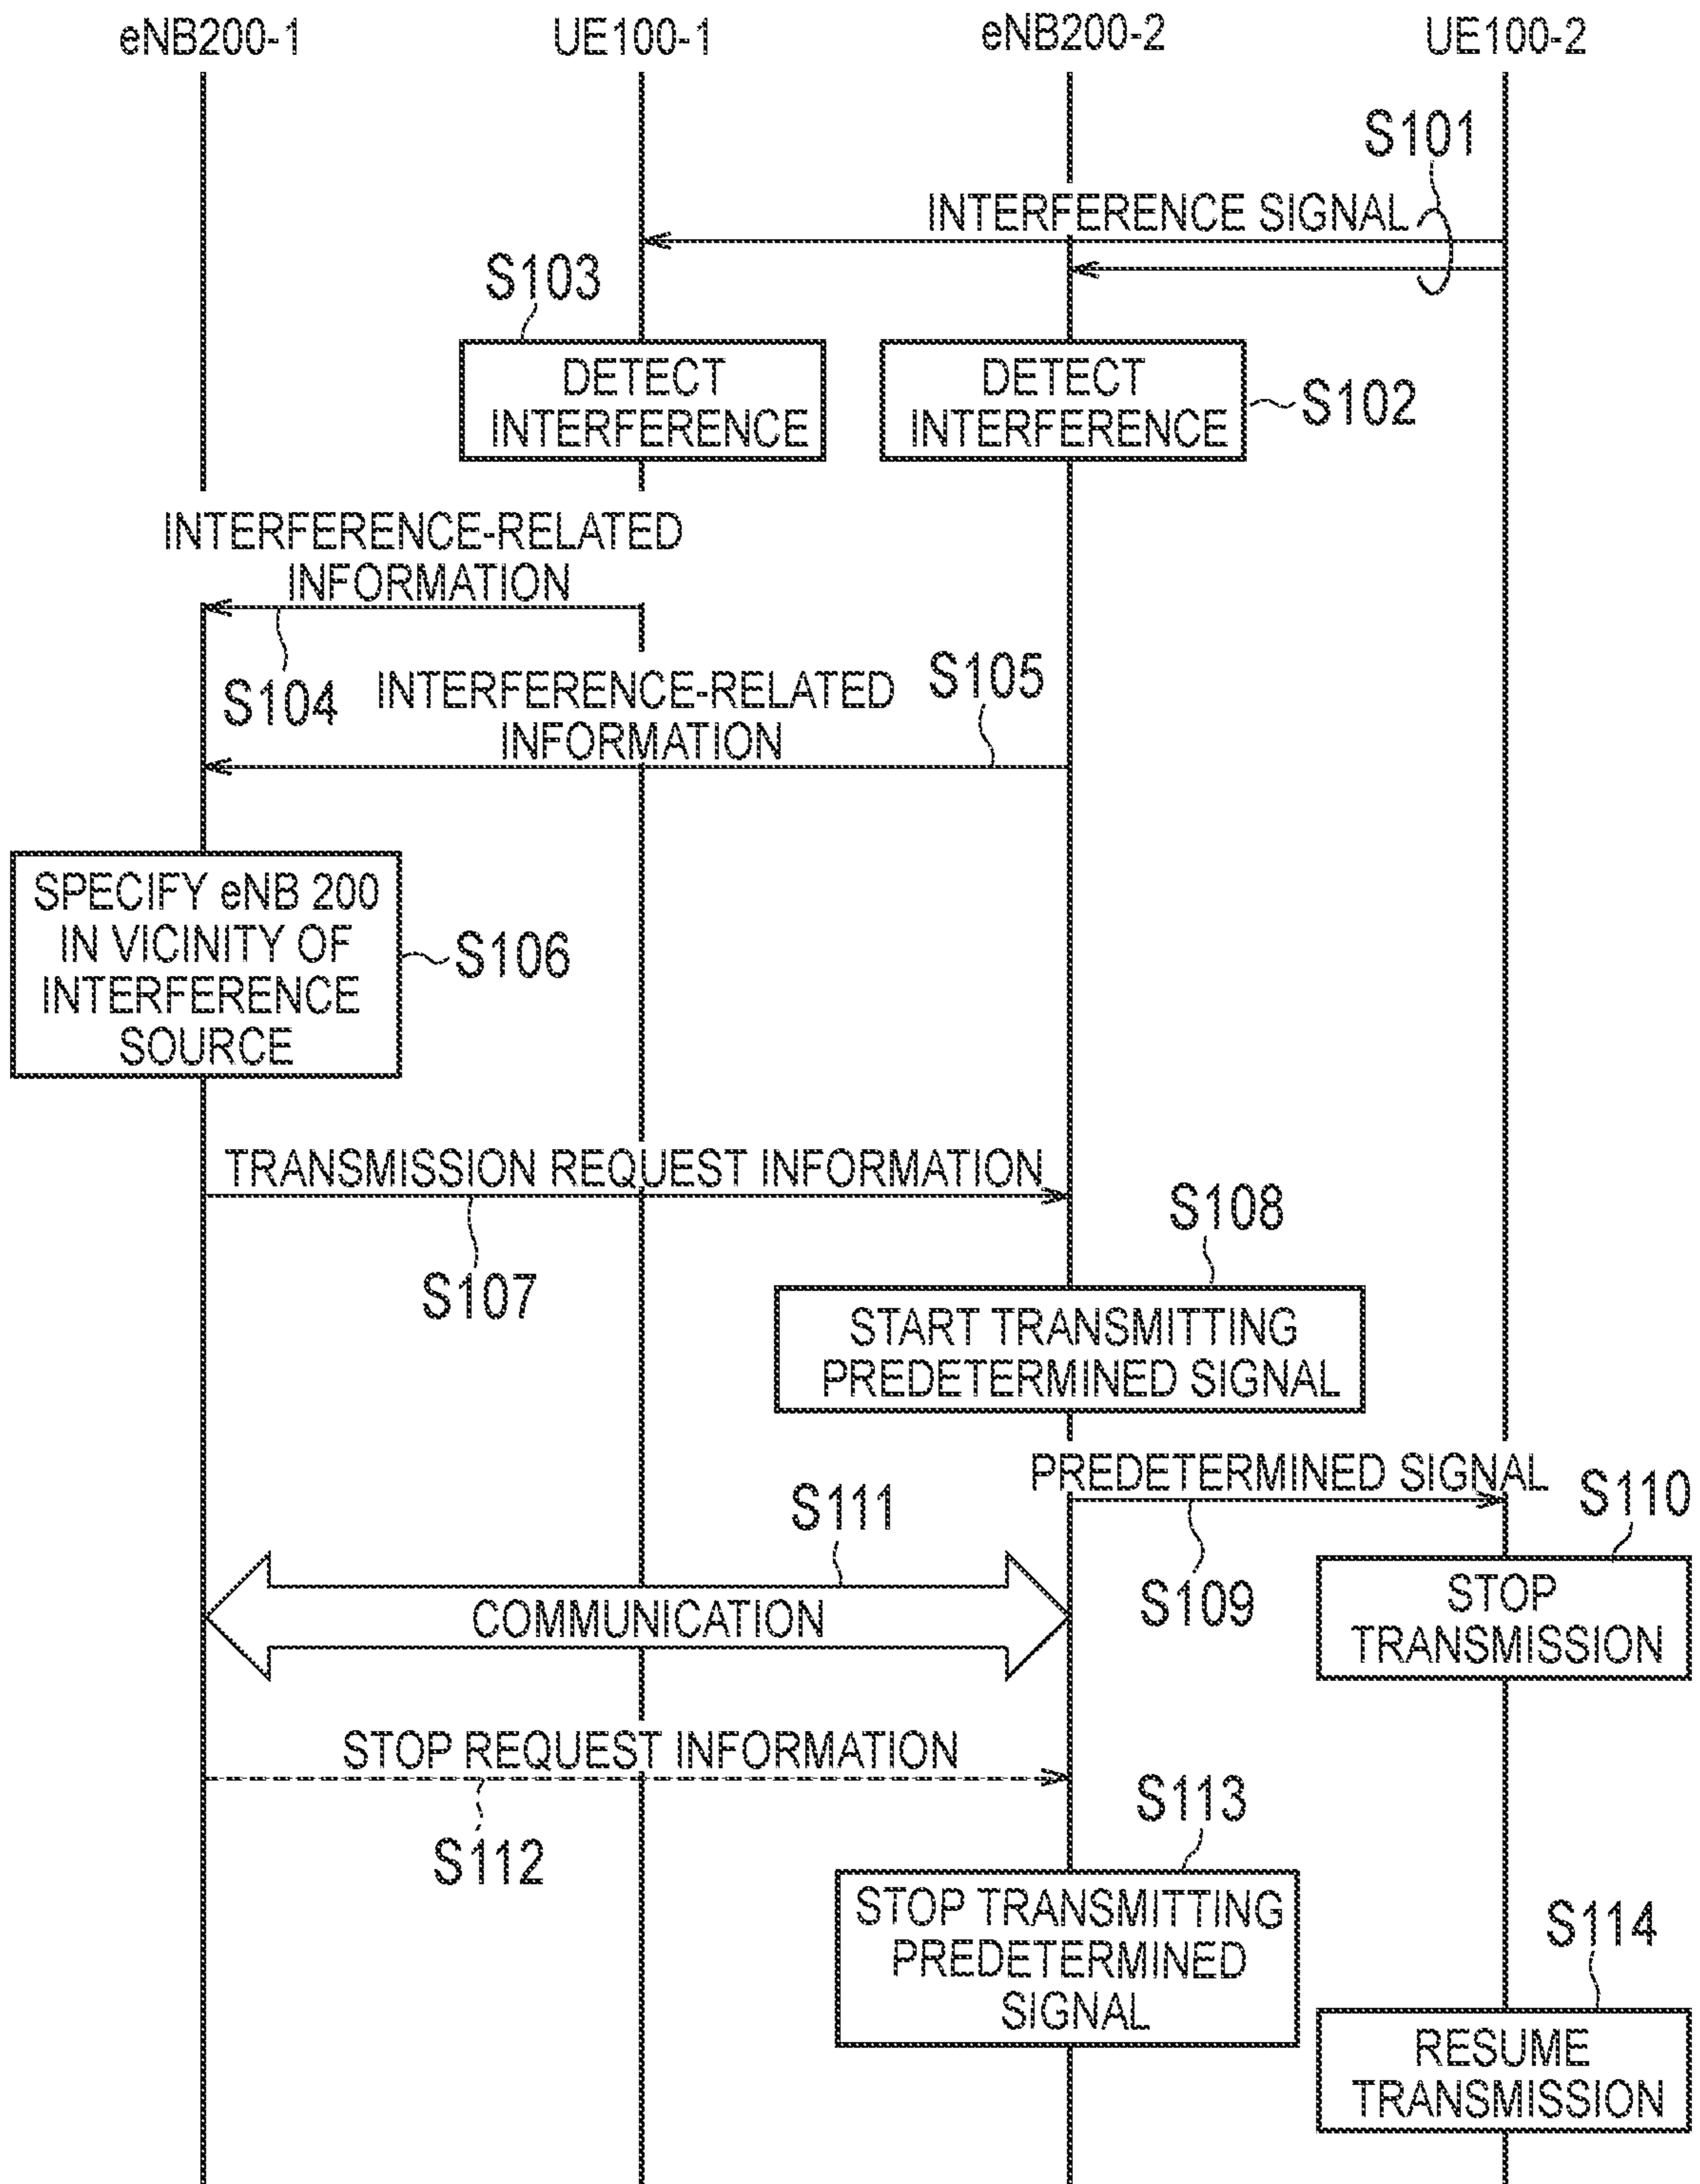 eNB200-1
UE100-1
eNB200-2
UE100-2
S101
INTERFERENCE SIGNAL
S103
DETECT
INTERFERENCE
DETECT
INTERFERENCE
S102
INTERFERENCE-RELATED
INFORMATION
S104
INTERFERENCE-RELATED
INFORMATION
S105
SPECIFY eNB 200
IN VICINITY OF
INTERFERENCE
SOURCE
S106
TRANSMISSION REQUEST INFORMATION
S107
S108
START TRANSMITTING
PREDETERMINED SIGNAL
PREDETERMINED SIGNAL
S109
S110
STOP
TRANSMISSION
S111
COMMUNICATION
STOP REQUEST INFORMATION
S112
S113
STOP TRANSMITTING
PREDETERMINED
SIGNAL
S114
RESUME
TRANSMISSION